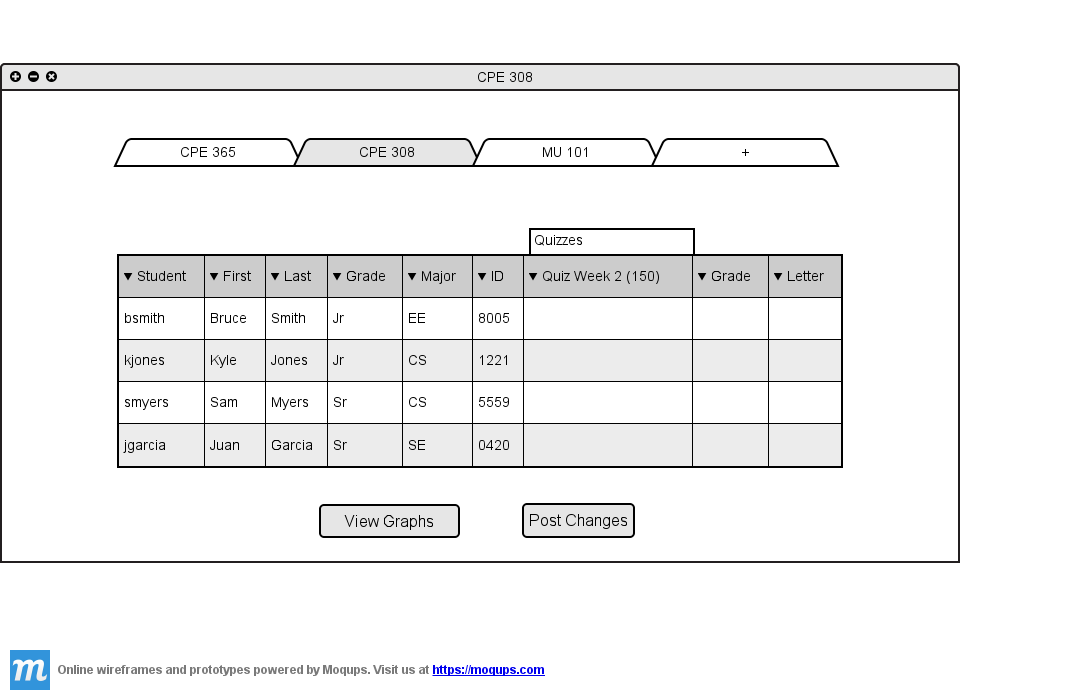 CPE 308
CPE 365 CPE 308 MU 101 +
Quizzes
Student First Last Grade Major ID Quiz Week 2 (150) Grade Letter
bsmith Bruce Smith Jr EE 8005
kjones Kyle Jones Jr CS 1221
smyers Sam Myers Sr CS 5559
jgarcia Juan Garcia Sr SE 0420
View Graphs Post Changes
m Online wireframes and prototypes powered by Moqups. Visit us at https://moqups.com